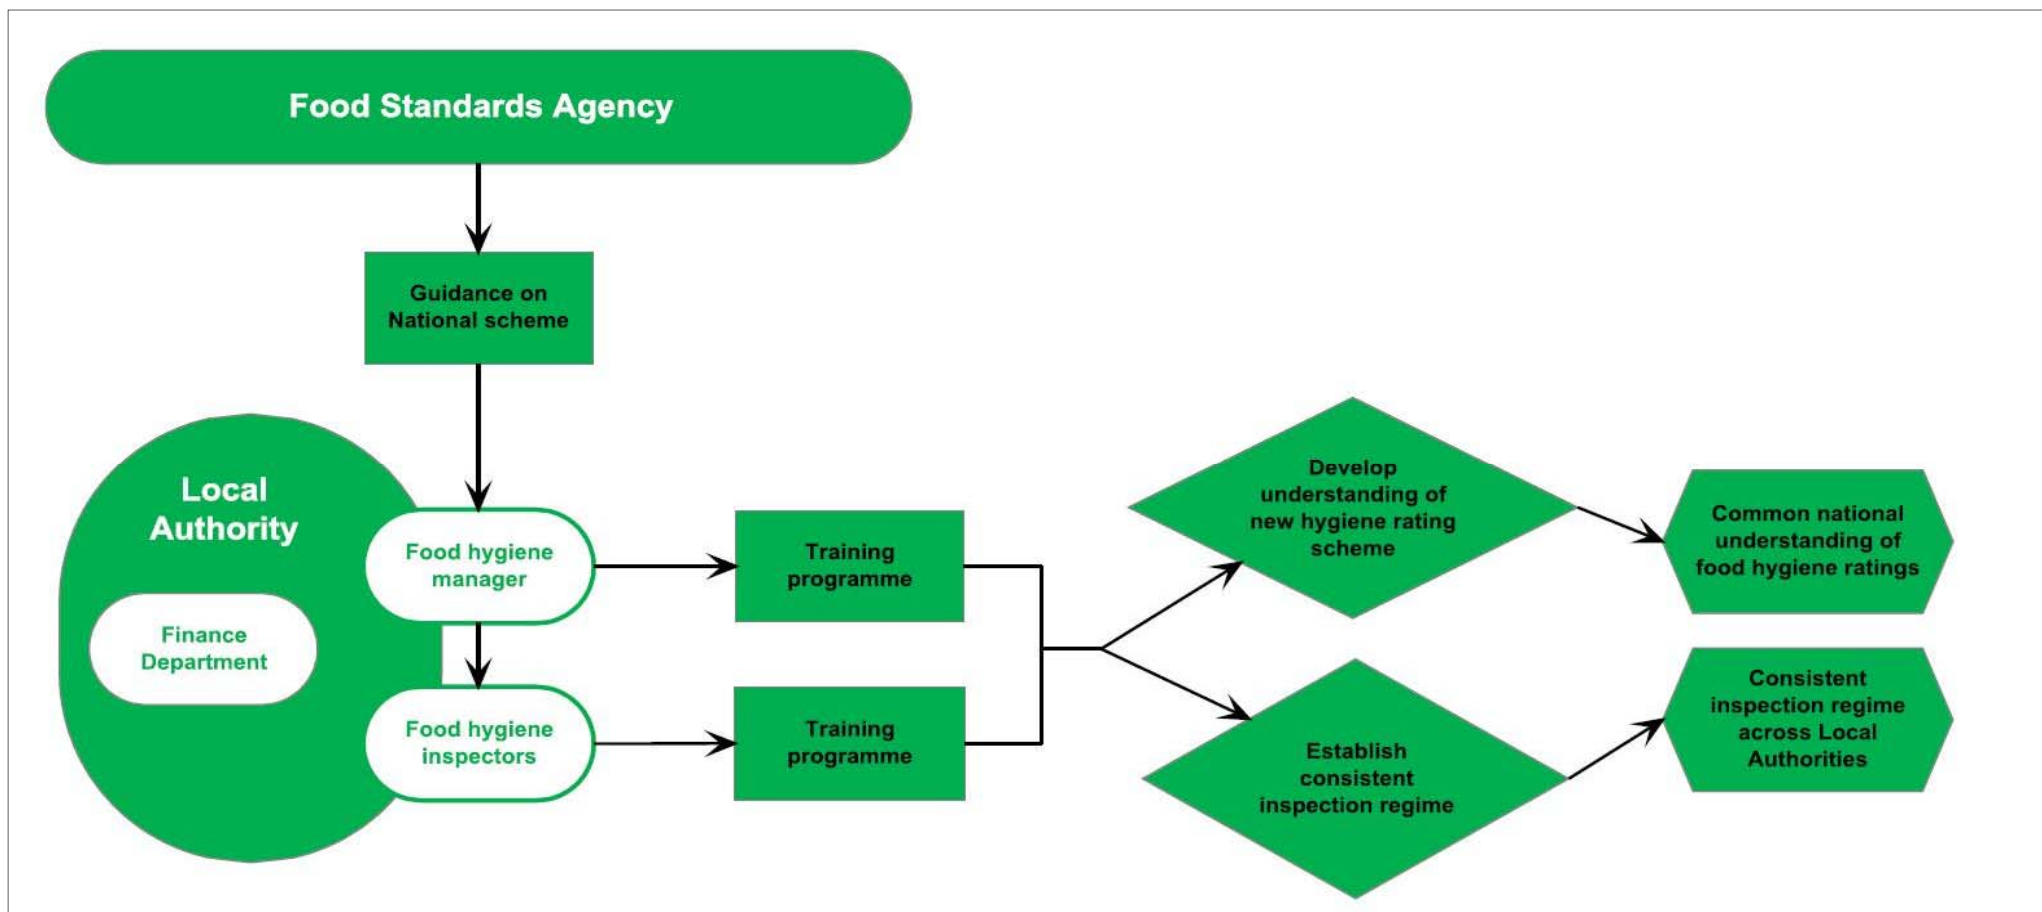 Food Standards Agency
Guidance on
National scheme
Local
Authority
Food hygiene
manager
Finance
Department
Food hygiene
inspectors
Training
programme
Training
programme
Develop
understanding of
new hygiene rating
scheme
Establish
consistent
inspection regime
Common national
understanding of
food hygiene ratings
Consistent
inspection regime
across Local
Authorities